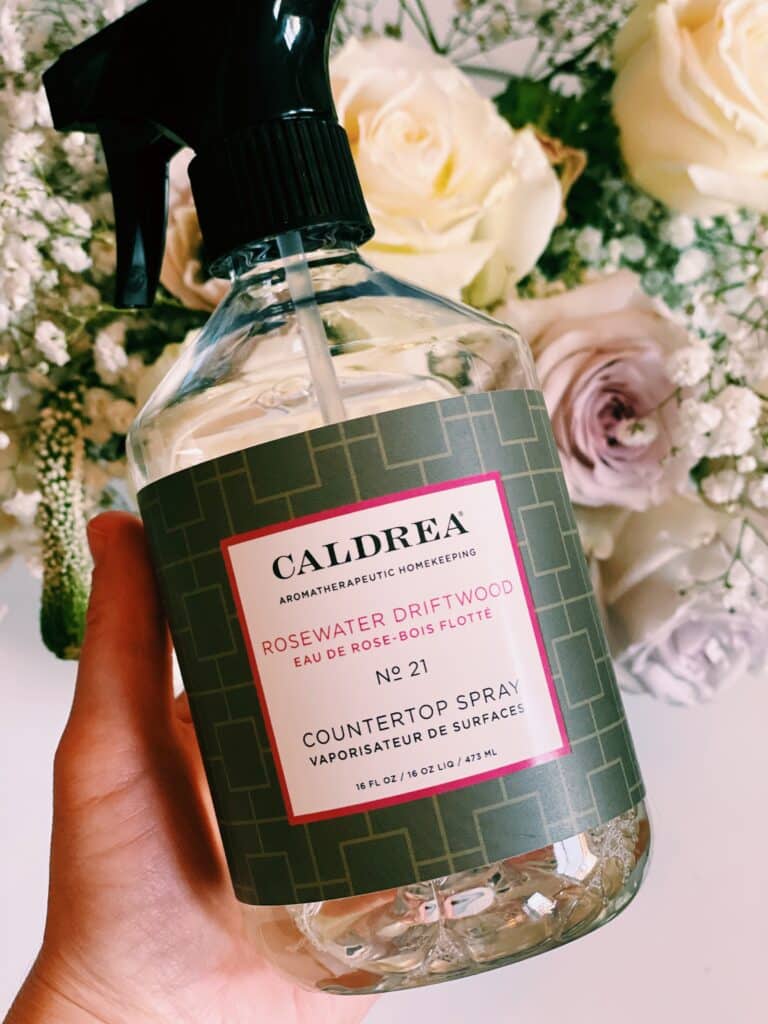 CALDREA®
AROMATHERAPEUTIC HOMEKEEPING
ROSEWATER DRIFTWOOD
EAU DE ROSE-BOIS FLOTTÉ
Nº 21
COUNTERTOP SPRAY
VAPORISATEUR DE SURFACES
16 FL OZ / 16 OZ LIQ / 473 ML